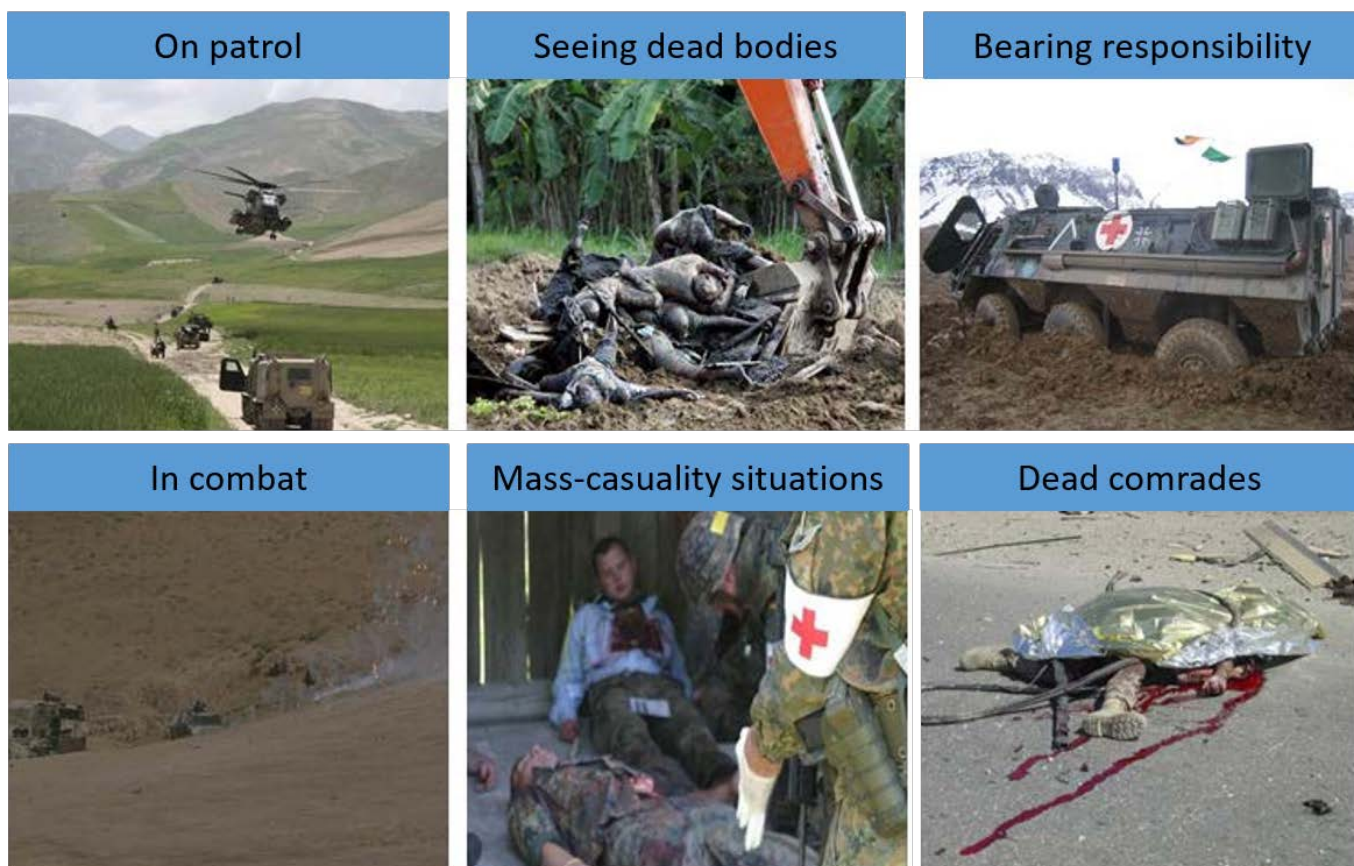 On patrol
Seeing dead bodies
Bearing responsibility
In combat
Mass-casuality situations
Dead comrades